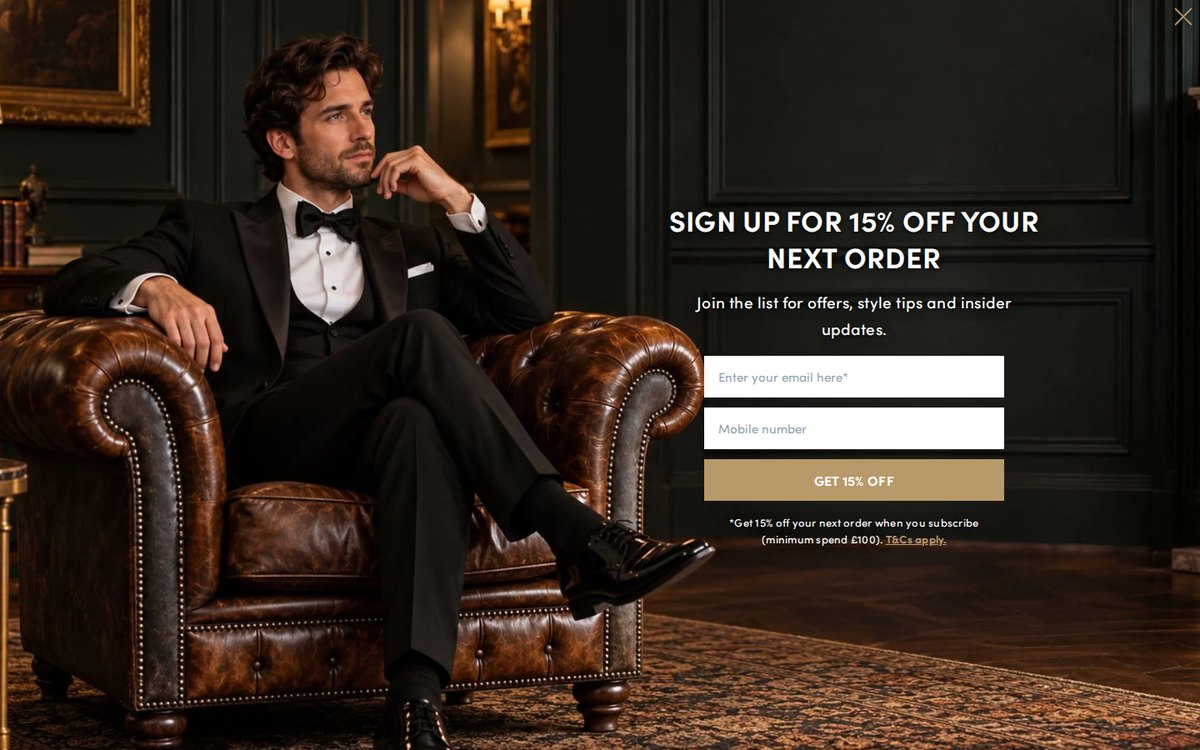 SIGN UP FOR 15% OFF YOUR
NEXT ORDER
Join the list for offers, style tips and insider
updates.
Enter your email here*
Mobile number
GET 15% OFF
*Get 15% off your next order when you subscribe
(minimum spend £100). T&Cs apply.